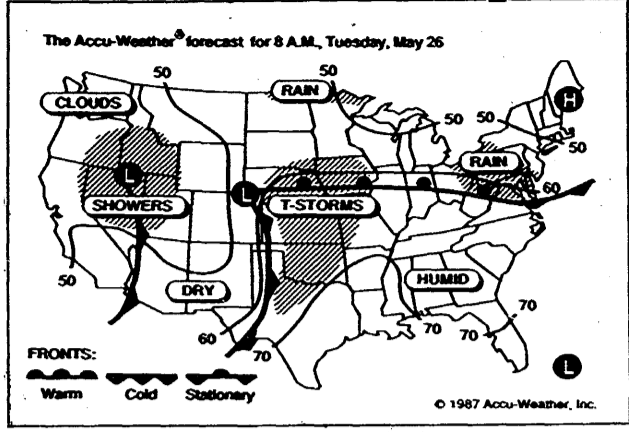 The Accu-Weather® forecast for 8 A.M., Tuesday, May 26
50
RAIN
50
CLOUDS
H
50
50
50
RAIN
L
L
60
SHOWERS
T-STORMS
50
DRY
HUMID
60
70
70
70
70
FRONTS:
L
Warm Cold Stationary
© 1987 Accu-Weather, Inc.